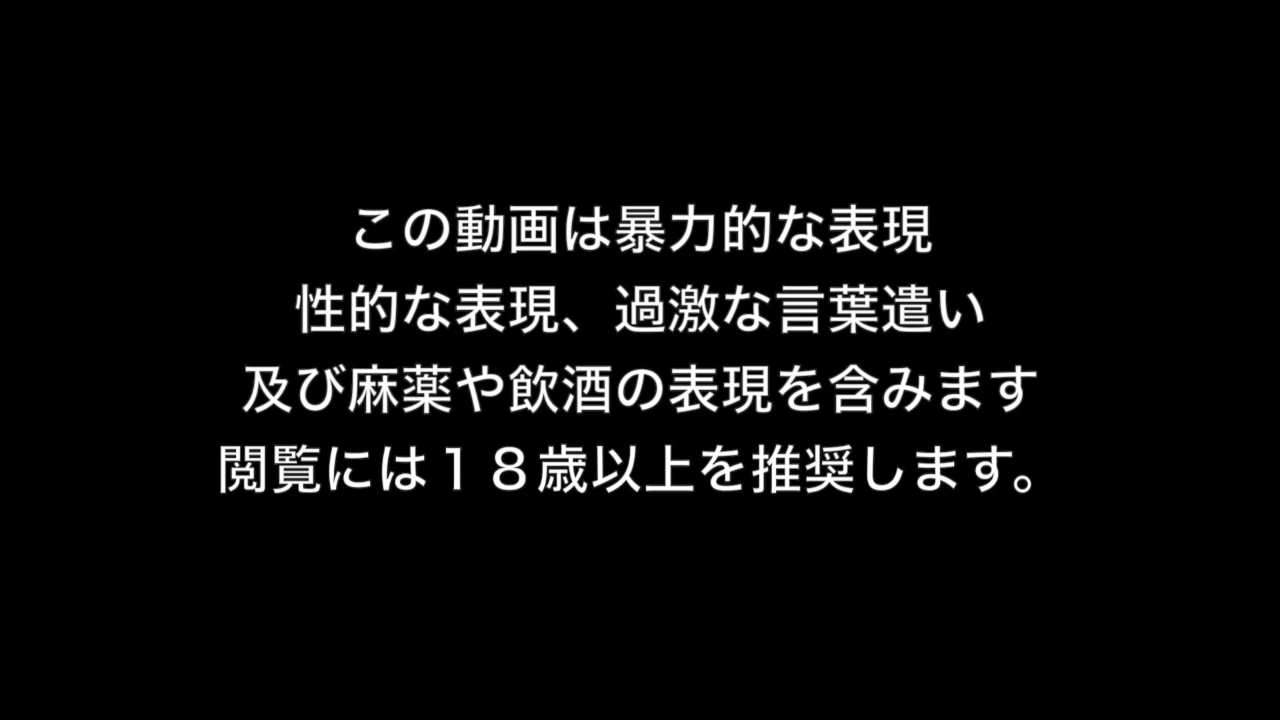 この動画は暴力的な表現
性的な表現、過激な言葉遣い
及び麻薬や飲酒の表現を含みます
閲覧には１８歳以上を推奨します。